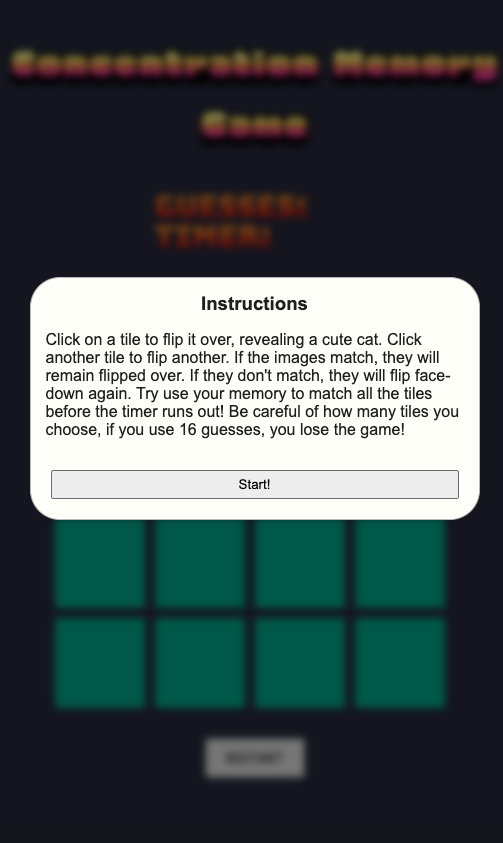 Concentration Memory
Game
GUESSES:
TIMER:
Instructions
Click on a tile to flip it over, revealing a cute cat. Click
another tile to flip another. If the images match, they will
remain flipped over. If they don't match, they will flip face-
down again. Try use your memory to match all the tiles
before the timer runs out! Be careful of how many tiles you
choose, if you use 16 guesses, you lose the game!
Start!
RESTART